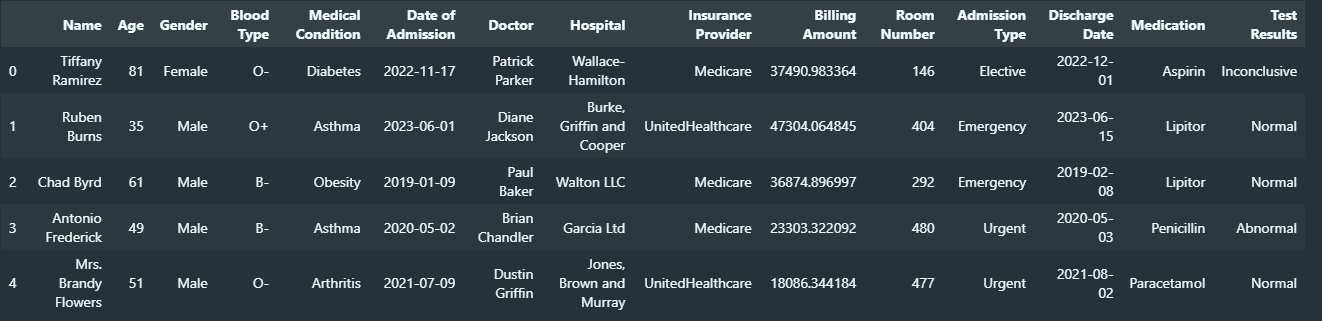 Name Age Gender Blood Type Medical Condition Date of Admission Doctor Hospital Insurance Provider Billing Amount Room Number Admission Type Discharge Date Medication Test Results
0 Tiffany Ramirez 81 Female O- Diabetes 2022-11-17 Patrick Parker Wallace-Hamilton Medicare 37490.983364 146 Elective 2022-12-01 Aspirin Inconclusive
1 Ruben Burns 35 Male O+ Asthma 2023-06-01 Diane Jackson Burke, Griffin and Cooper UnitedHealthcare 47304.064845 404 Emergency 2023-06-15 Lipitor Normal
2 Chad Byrd 61 Male B- Obesity 2019-01-09 Paul Baker Walton LLC Medicare 36874.896997 292 Emergency 2019-02-08 Lipitor Normal
3 Antonio Frederick 49 Male B- Asthma 2020-05-02 Brian Chandler Garcia Ltd Medicare 23303.322092 480 Urgent 2020-05-03 Penicillin Abnormal
4 Mrs. Brandy Flowers 51 Male O- Arthritis 2021-07-09 Dustin Griffin Jones, Brown and Murray UnitedHealthcare 18086.344184 477 Urgent 2021-08-02 Paracetamol Normal